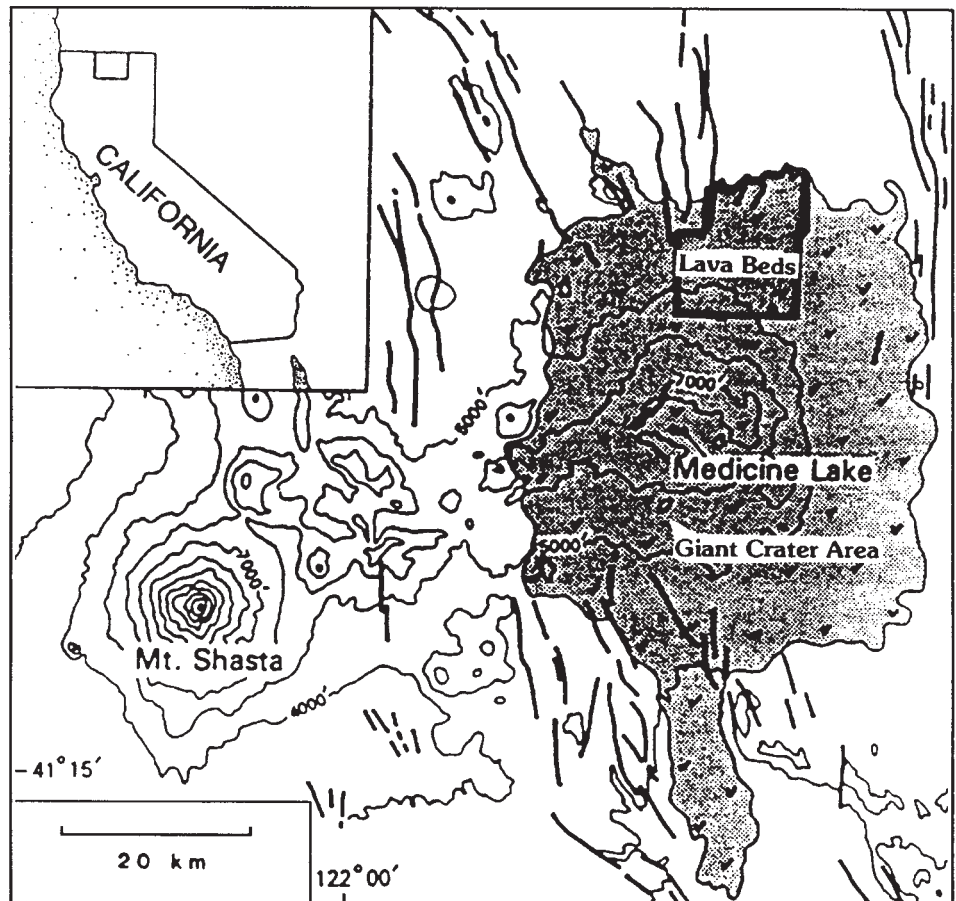 CALIFORNIA
Lava Beds
7000'
5000'
Medicine Lake
5000'
Giant Crater Area
7000'
Mt. Shasta
4000'
41°15'
20 km
122°00'